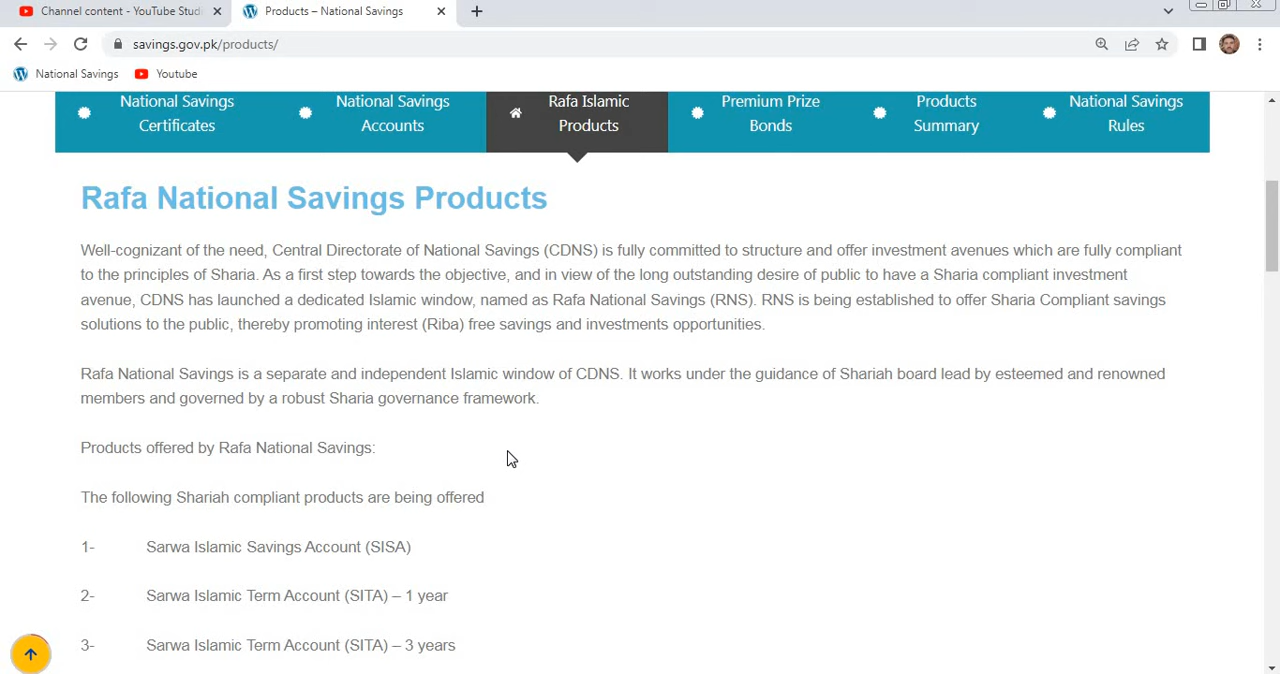 Channel content - YouTube Studi
Products – National Savings
savings.gov.pk/products/
National Savings
Youtube
National Savings Certificates
National Savings Accounts
Rafa Islamic Products
Premium Prize Bonds
Products Summary
National Savings Rules
Rafa National Savings Products
Well-cognizant of the need, Central Directorate of National Savings (CDNS) is fully committed to structure and offer investment avenues which are fully compliant
to the principles of Sharia. As a first step towards the objective, and in view of the long outstanding desire of public to have a Sharia compliant investment
avenue, CDNS has launched a dedicated Islamic window, named as Rafa National Savings (RNS). RNS is being established to offer Sharia Compliant savings
solutions to the public, thereby promoting interest (Riba) free savings and investments opportunities.
Rafa National Savings is a separate and independent Islamic window of CDNS. It works under the guidance of Shariah board lead by esteemed and renowned
members and governed by a robust Sharia governance framework.
Products offered by Rafa National Savings:
The following Shariah compliant products are being offered
1- Sarwa Islamic Savings Account (SISA)
2- Sarwa Islamic Term Account (SITA) – 1 year
3- Sarwa Islamic Term Account (SITA) – 3 years